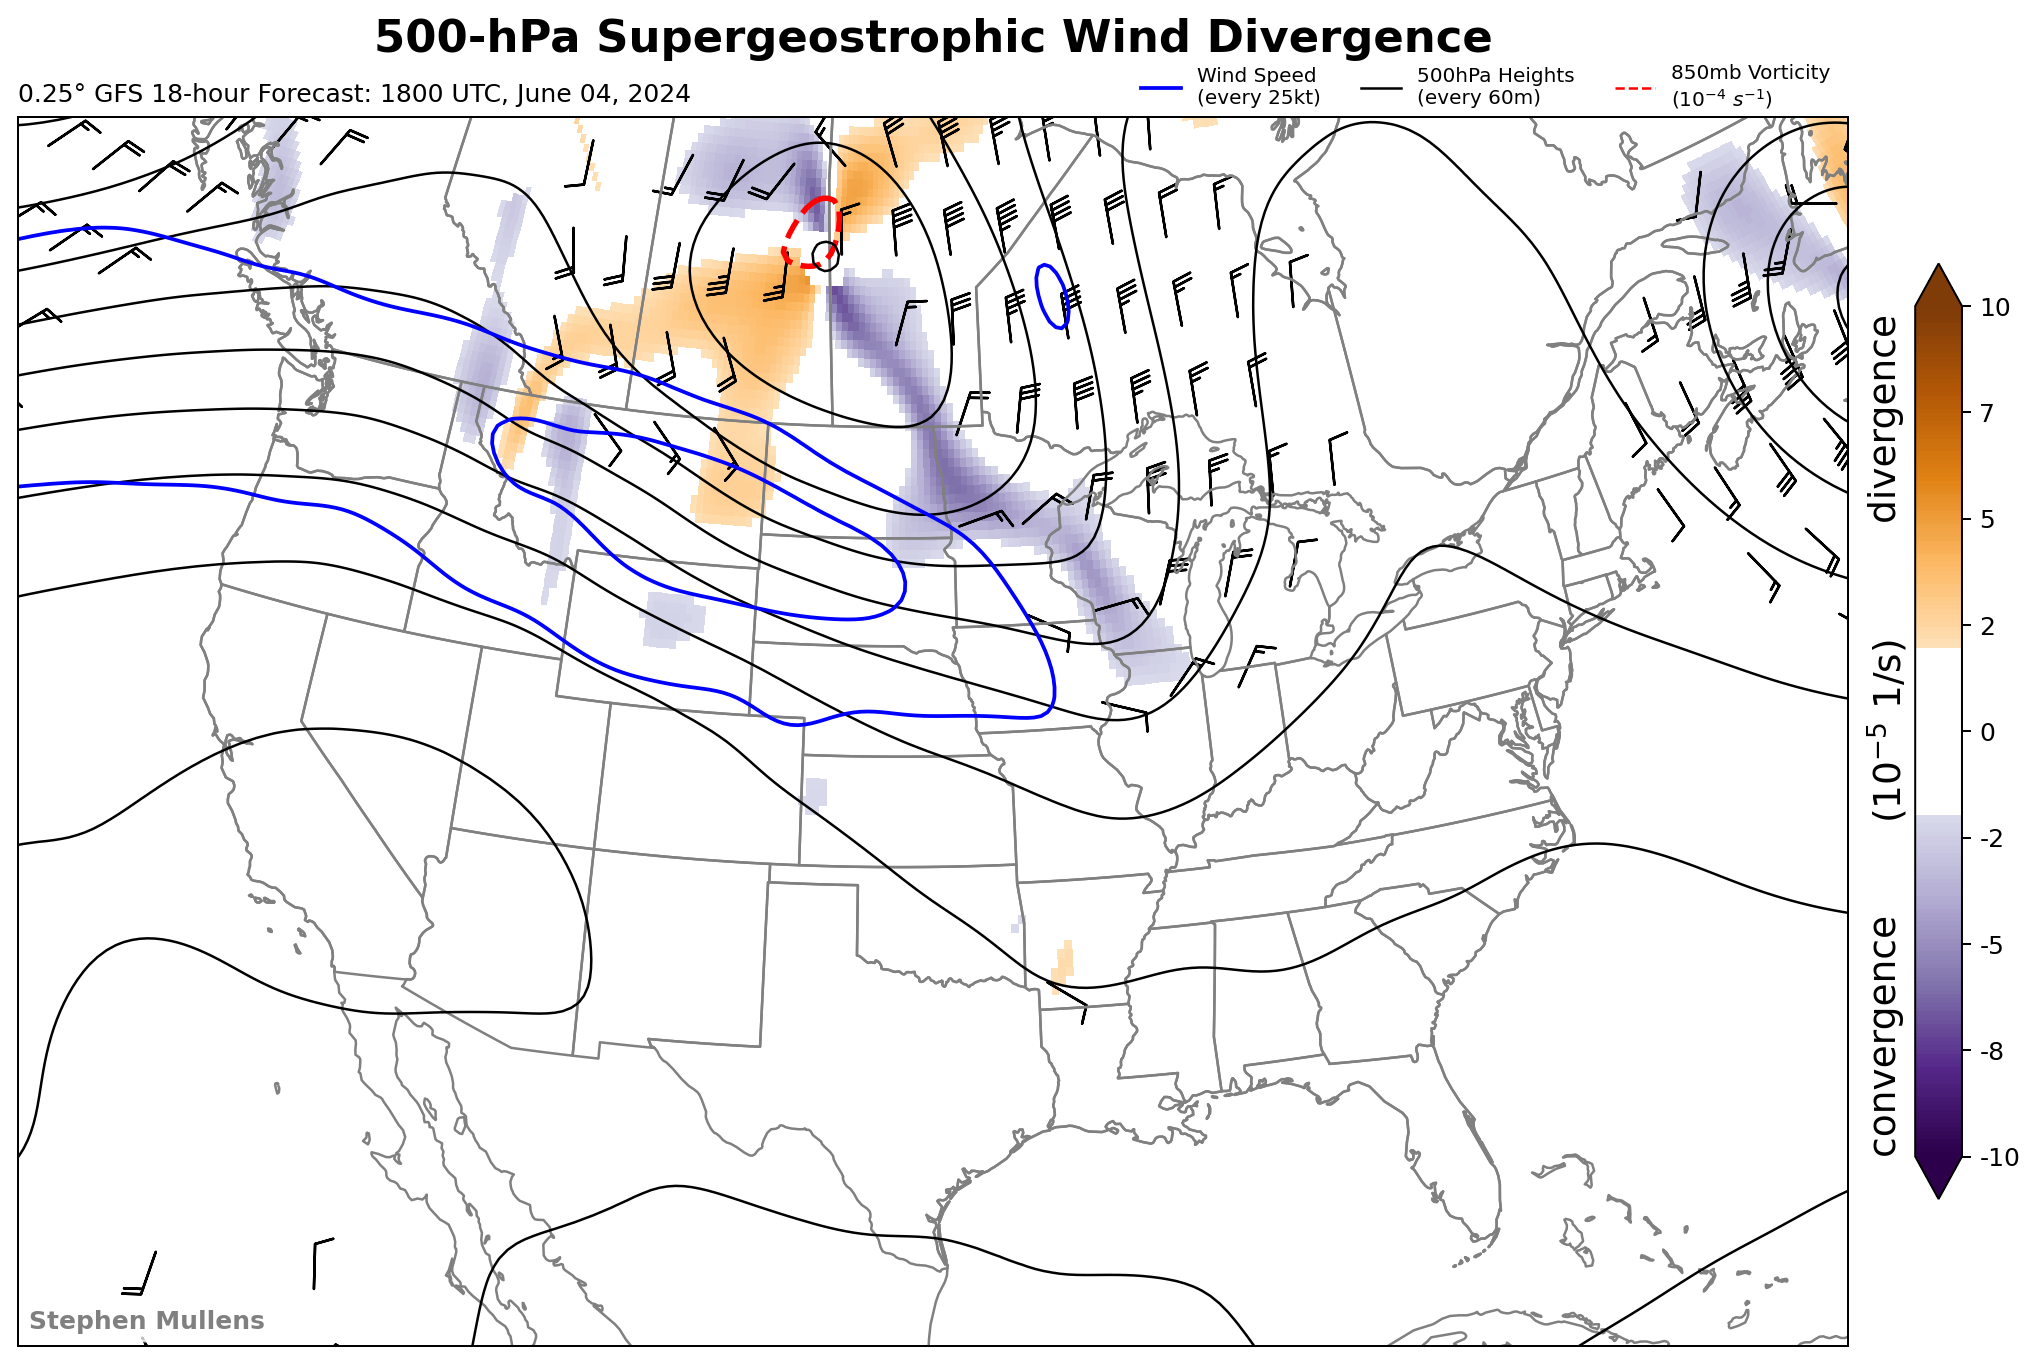 500-hPa Supergeostrophic Wind Divergence
0.25° GFS 18-hour Forecast: 1800 UTC, June 04, 2024
Wind Speed
(every 25kt)
500hPa Heights
(every 60m)
850mb Vorticity
(10⁻⁴ s⁻¹)
10
7
5
2
0
-2
-5
-8
-10
convergence (10⁻⁵ 1/s) divergence
Stephen Mullens